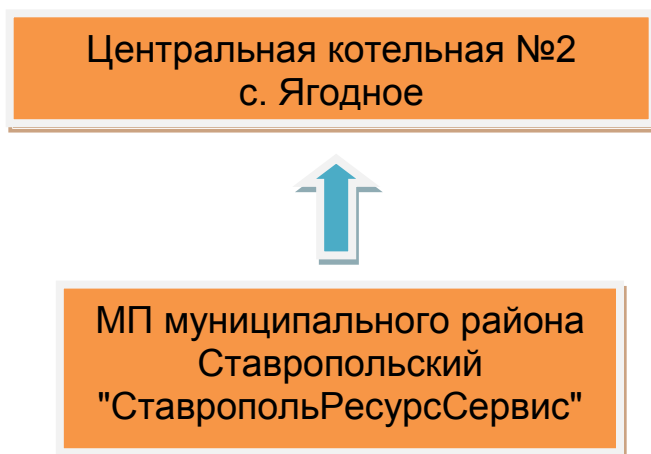 Центральная котельная №2
с. Ягодное
МП муниципального района
Ставропольский
"СтавропольРесурсСервис"